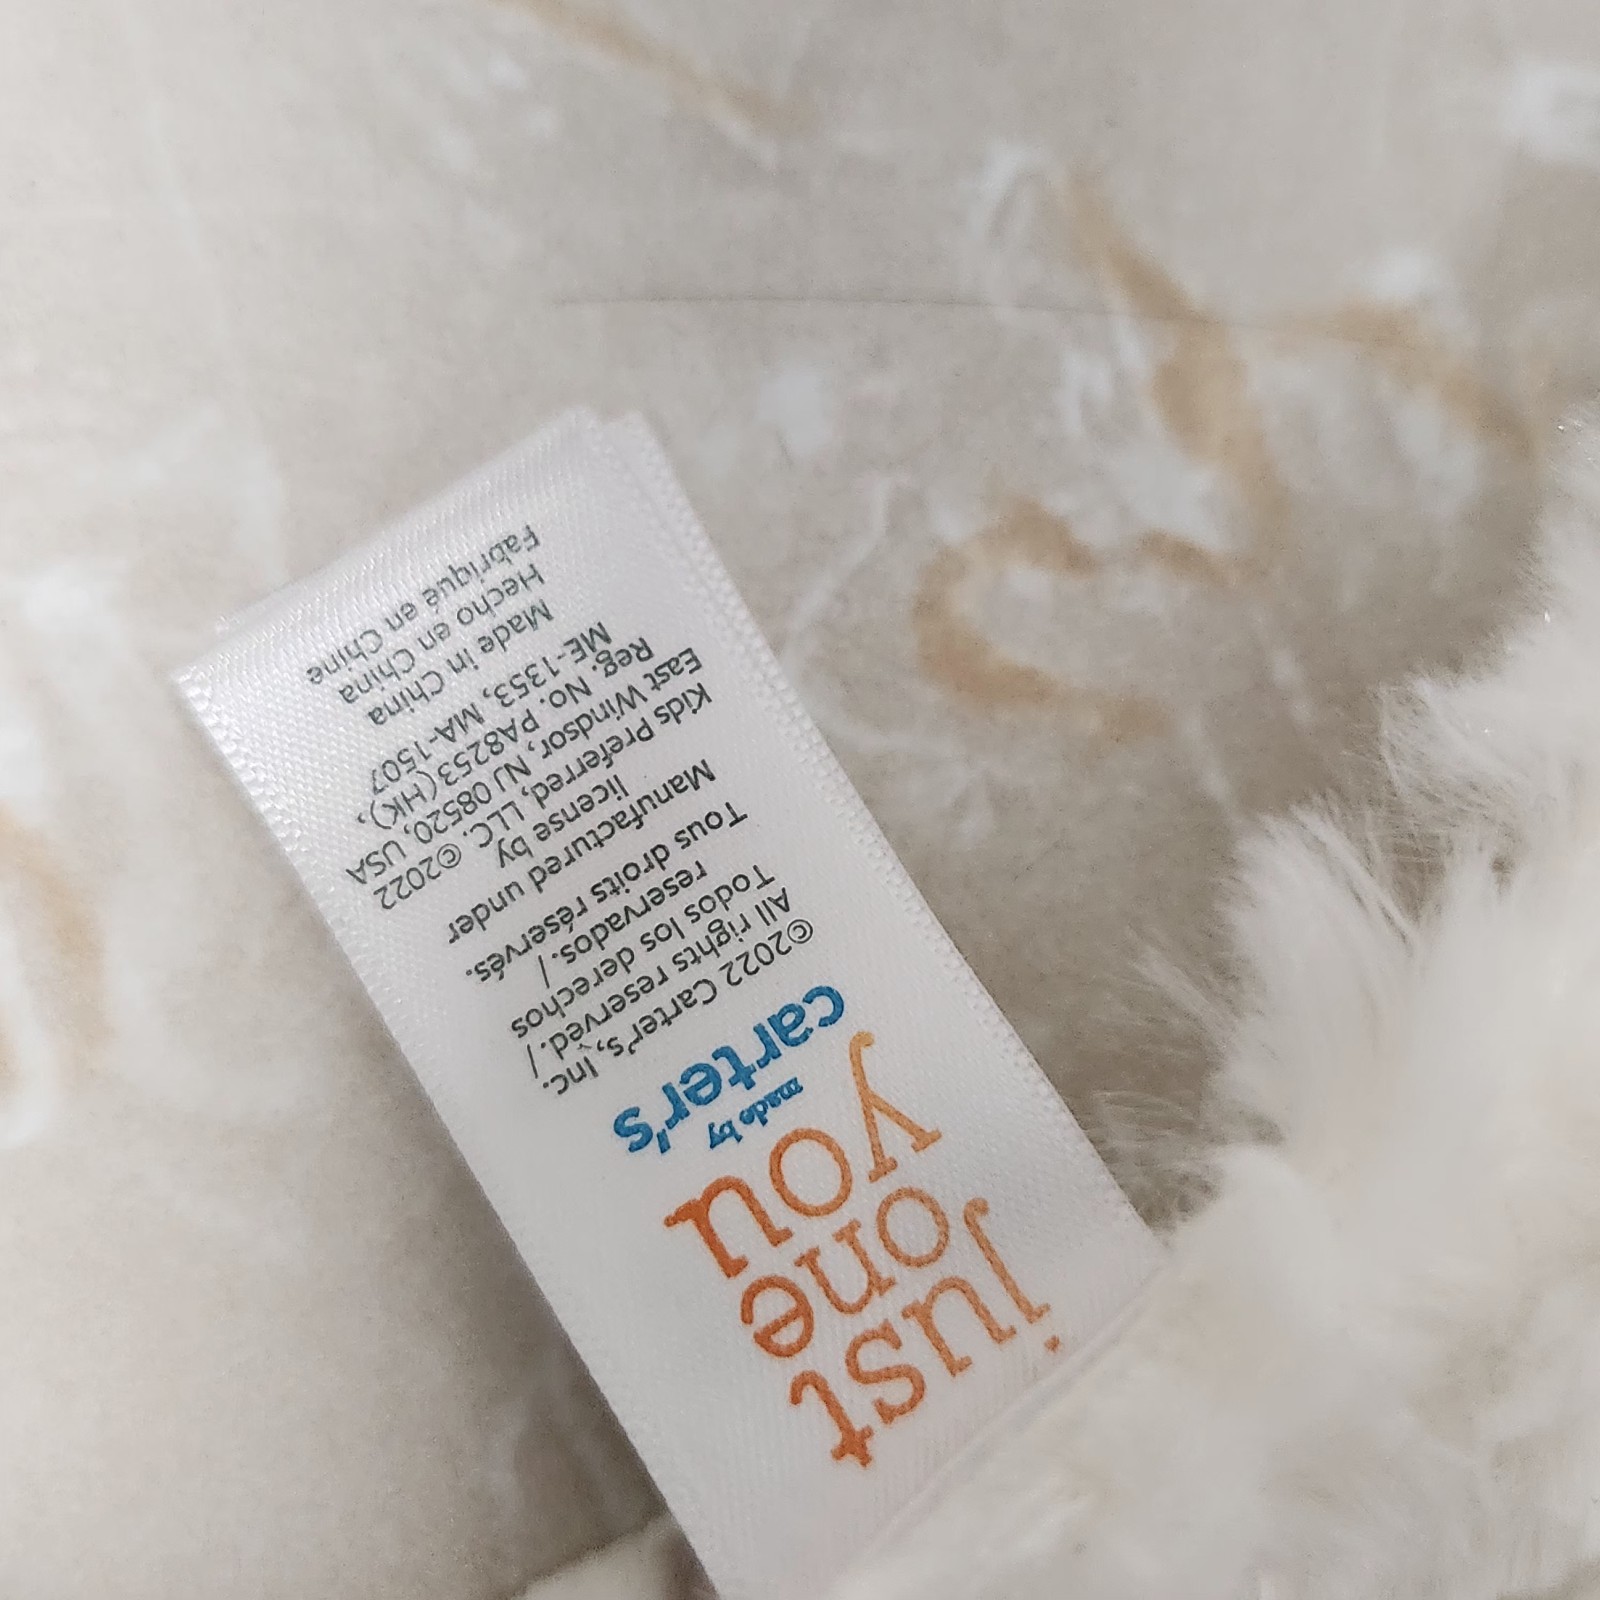 just
one
you
made by
carter's
©2022 Carter's, Inc.
All rights reserved./
Todos los derechos
reservados./
Tous droits réservés.
Manufactured under
license by
Kids Preferred, LLC. ©2022
East Windsor, NJ 08520, USA
Reg. No. PA8253(HK),
ME-1353, MA-1507
Made in China
Hecho en China
Fabriqué en Chine